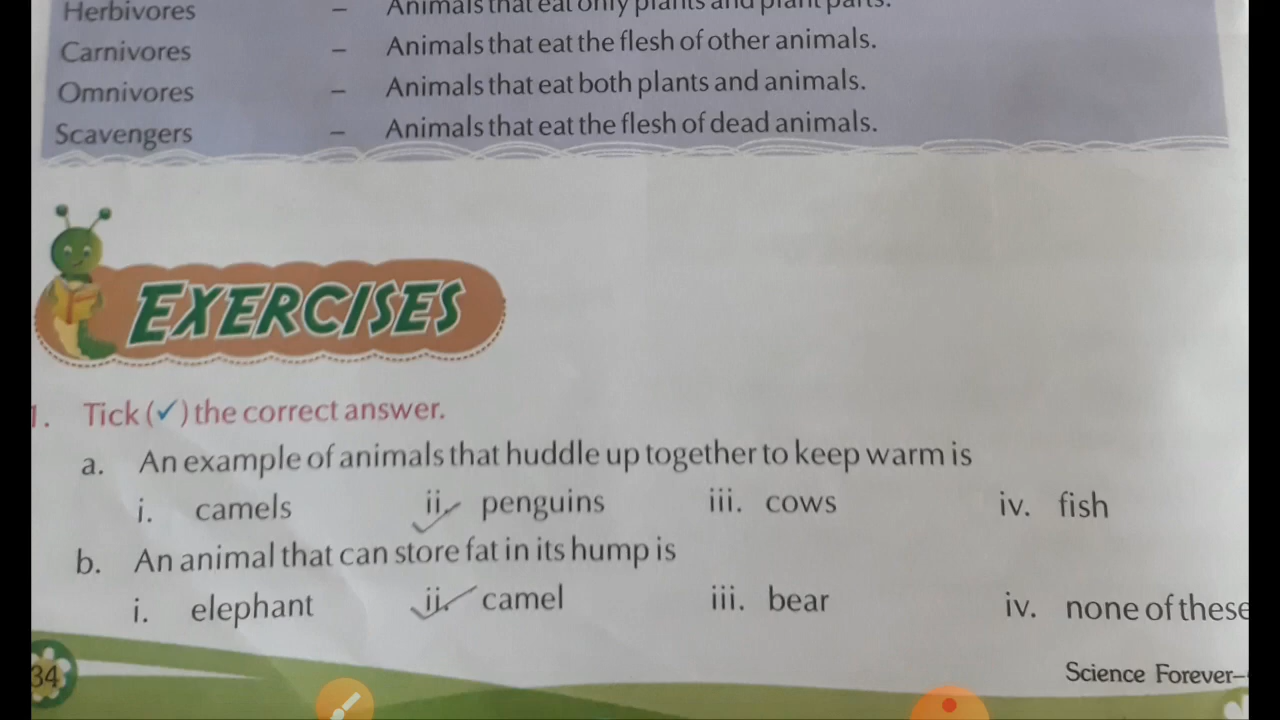 Herbivores – Animals that eat only plants and plant parts.
Carnivores – Animals that eat the flesh of other animals.
Omnivores – Animals that eat both plants and animals.
Scavengers – Animals that eat the flesh of dead animals.
EXERCISES
1. Tick (✓) the correct answer.
a. An example of animals that huddle up together to keep warm is
i. camels ii. penguins iii. cows iv. fish
b. An animal that can store fat in its hump is
i. elephant ii. camel iii. bear iv. none of these
34 Science Forever–